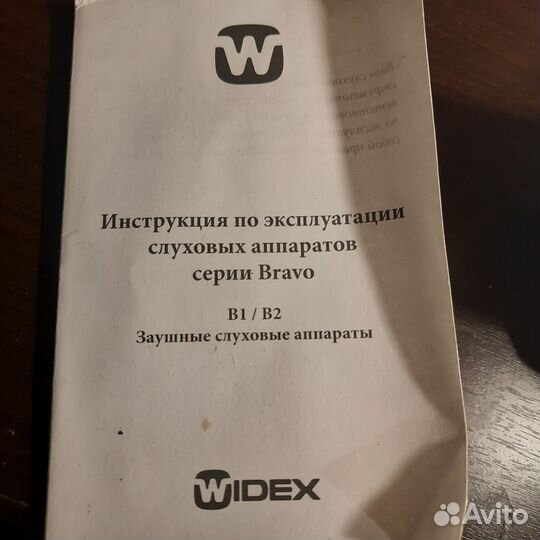 W
Инструкция по эксплуатации
слуховых аппаратов
серии Bravo
B1 / B2
Заушные слуховые аппараты
WIDEX
Avito